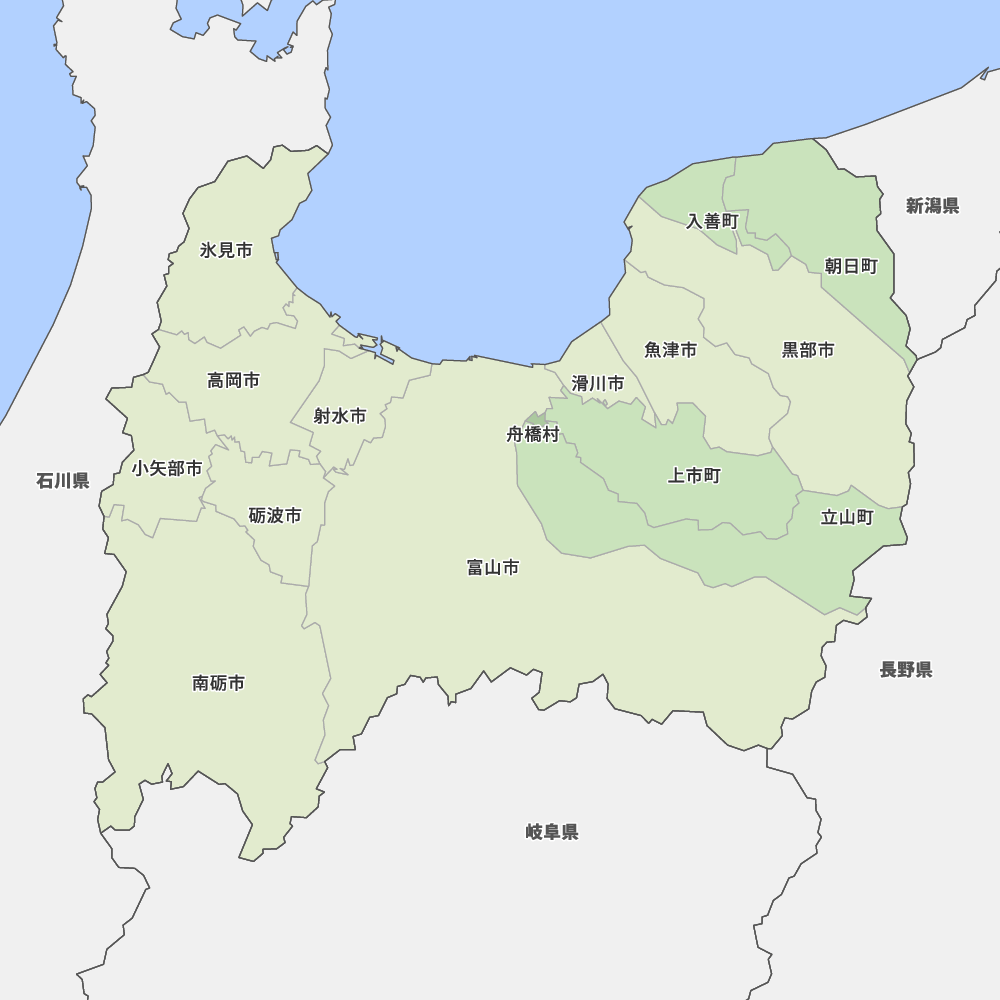 新潟県
入善町
氷見市
朝日町
魚津市
黒部市
高岡市
滑川市
射水市
舟橋村
小矢部市
上市町
石川県
砺波市
立山町
富山市
長野県
南砺市
岐阜県